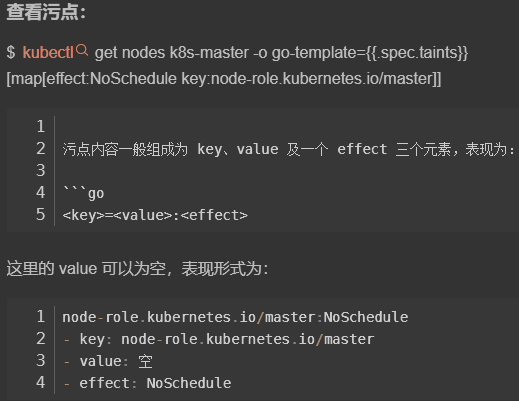 查看污点：
$ kubectl get nodes k8s-master -o go-template={{.spec.taints}}
[map[effect:NoSchedule key:node-role.kubernetes.io/master]]
1
2 污点内容一般组成为 key、value 及一个 effect 三个元素，表现为：
3
4 ```go
5 <key>=<value>:<effect>
这里的 value 可以为空，表现形式为：
1 node-role.kubernetes.io/master:NoSchedule
2 - key: node-role.kubernetes.io/master
3 - value: 空
4 - effect: NoSchedule